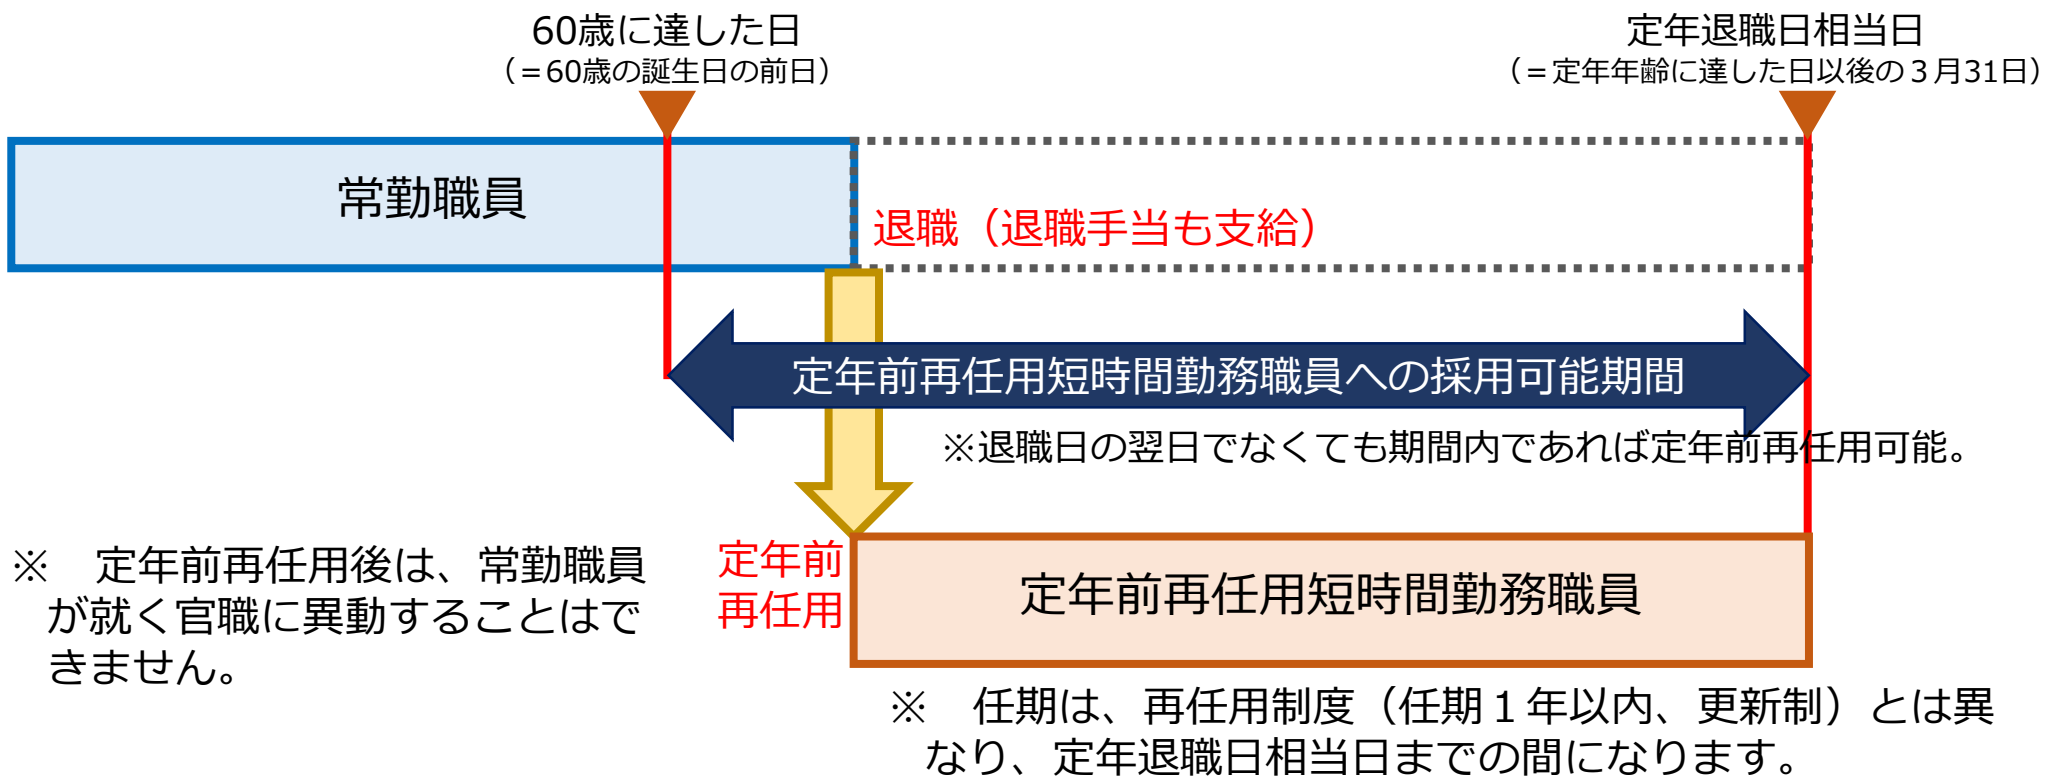 60歳に達した日
（＝60歳の誕生日の前日）
定年退職日相当日
（＝定年年齢に達した日以後の３月31日）
常勤職員
退職（退職手当も支給）
定年前再任用短時間勤務職員への採用可能期間
※退職日の翌日でなくても期間内であれば定年前再任用可能。
※　定年前再任用後は、常勤職員
が就く官職に異動することはで
きません。
定年前
再任用
定年前再任用短時間勤務職員
※　任期は、再任用制度（任期１年以内、更新制）とは異
なり、定年退職日相当日までの間になります。